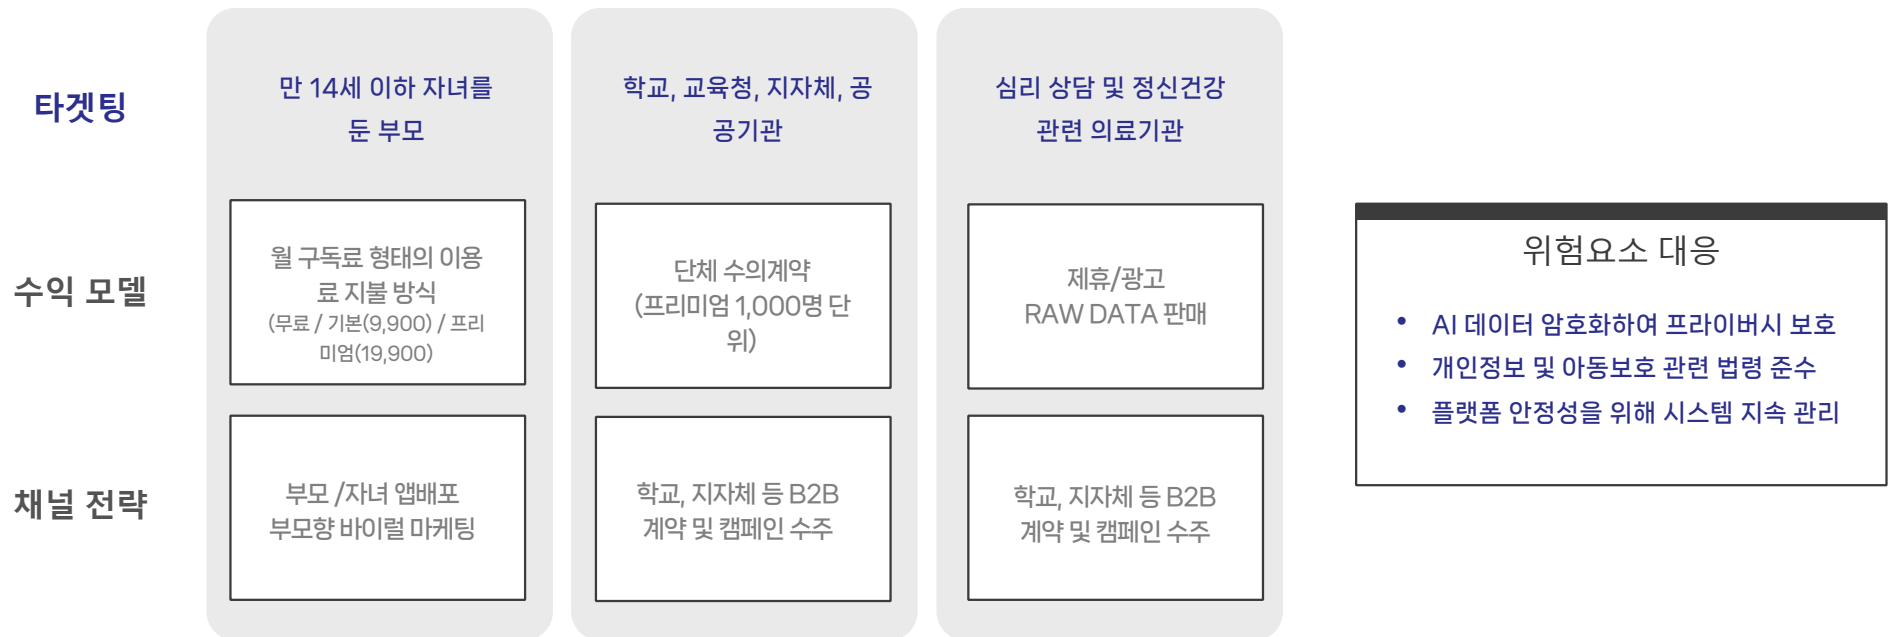 타겟팅
만 14세 이하 자녀를
둔 부모
학교, 교육청, 지자체, 공
공기관
심리 상담 및 정신건강
관련 의료기관
수익 모델
월 구독료 형태의 이용
료 지불 방식
(무료 / 기본(9,900) / 프리
미엄(19,900)
단체 수의계약
(프리미엄 1,000명 단
위)
제휴/광고
RAW DATA 판매
채널 전략
부모 /자녀 앱배포
부모향 바이럴 마케팅
학교, 지자체 등 B2B
계약 및 캠페인 수주
학교, 지자체 등 B2B
계약 및 캠페인 수주
위험요소 대응
• AI 데이터 암호화하여 프라이버시 보호
• 개인정보 및 아동보호 관련 법령 준수
• 플랫폼 안정성을 위해 시스템 지속 관리